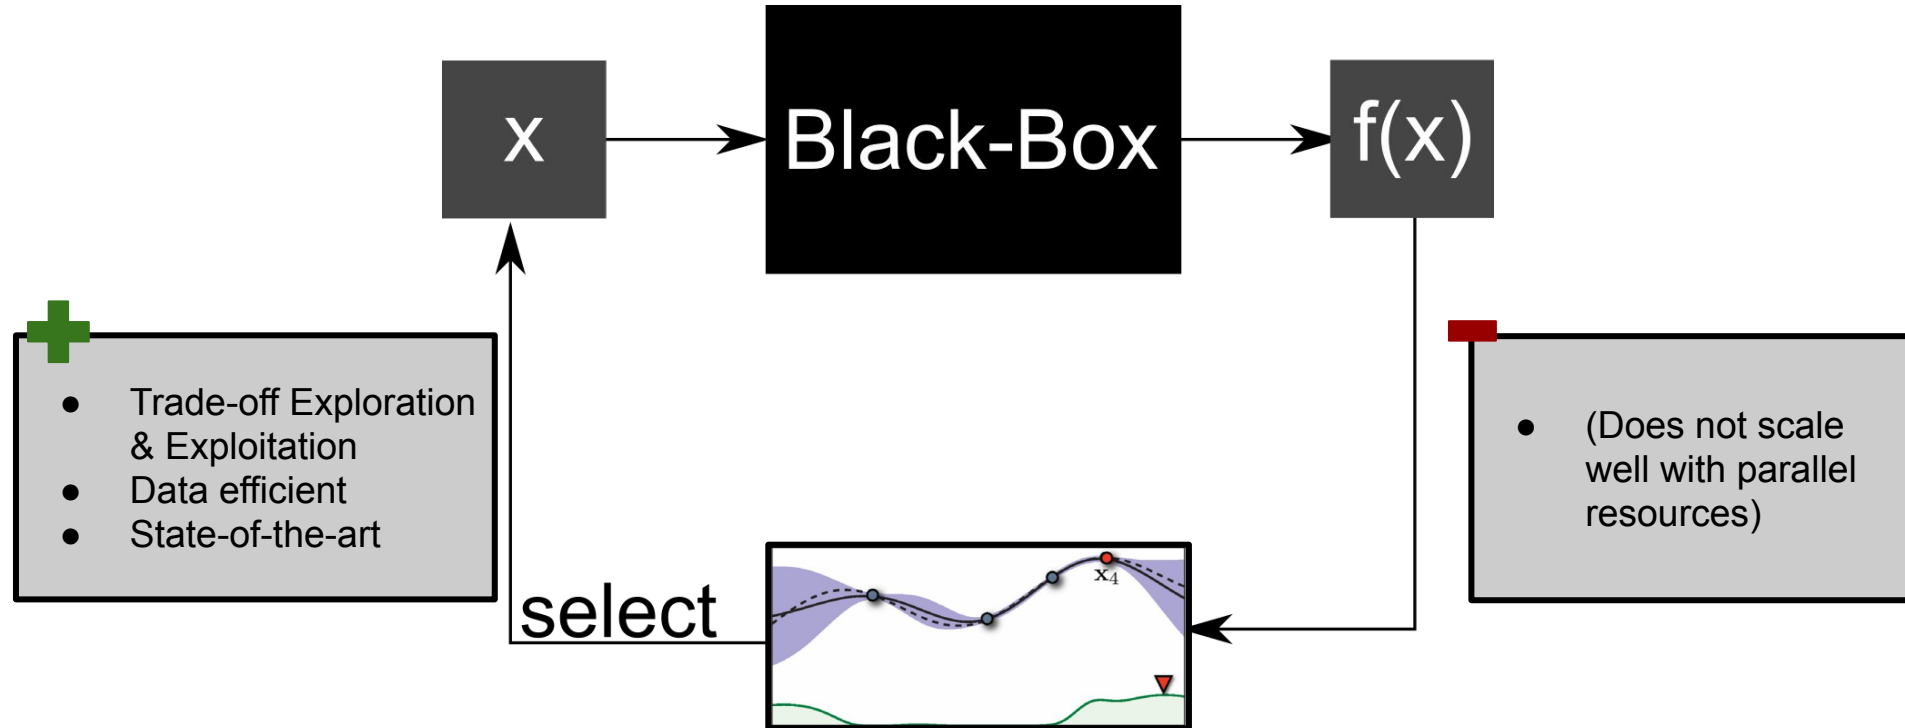 x
Black-Box
f(x)
● Trade-off Exploration
& Exploitation
● Data efficient
● State-of-the-art
● (Does not scale
well with parallel
resources)
select
x₄